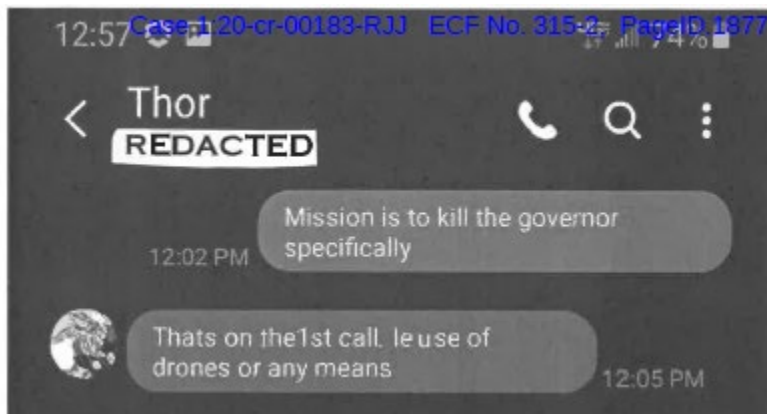 Case 1:20-cr-00183-RJJ ECF No. 315-2, PageID.1877
12:57 74%
Thor
REDACTED
Mission is to kill the governor
specifically
12:02 PM
Thats on the1st call. Ie use of
drones or any means
12:05 PM